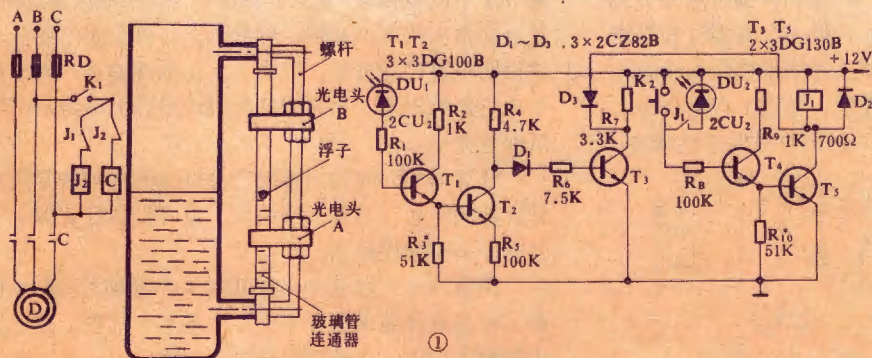 A B C
RD
K₁
J₁ J₂
J₂ C
C
D
螺杆
光电头
B
浮子
光电头
A
玻璃管
连通器
①
T₁ T₂
3×3DG100B
D₁~D₃ . 3×2CZ82B
T₃ T₅
2×3DG130B
+12V
DU₁
2CU₂
R₁
100K
R₂
1K
R₄
4.7K
T₁
T₂
D₁
R₃*
51K
R₅
100K
R₆
7.5K
D₃
R₇
3.3K
T₃
K₂
J₁
DU₂
2CU₂
R₈
100K
R₉
1K
T₄
R₁₀*
51K
J₁
700Ω
D₂
T₅